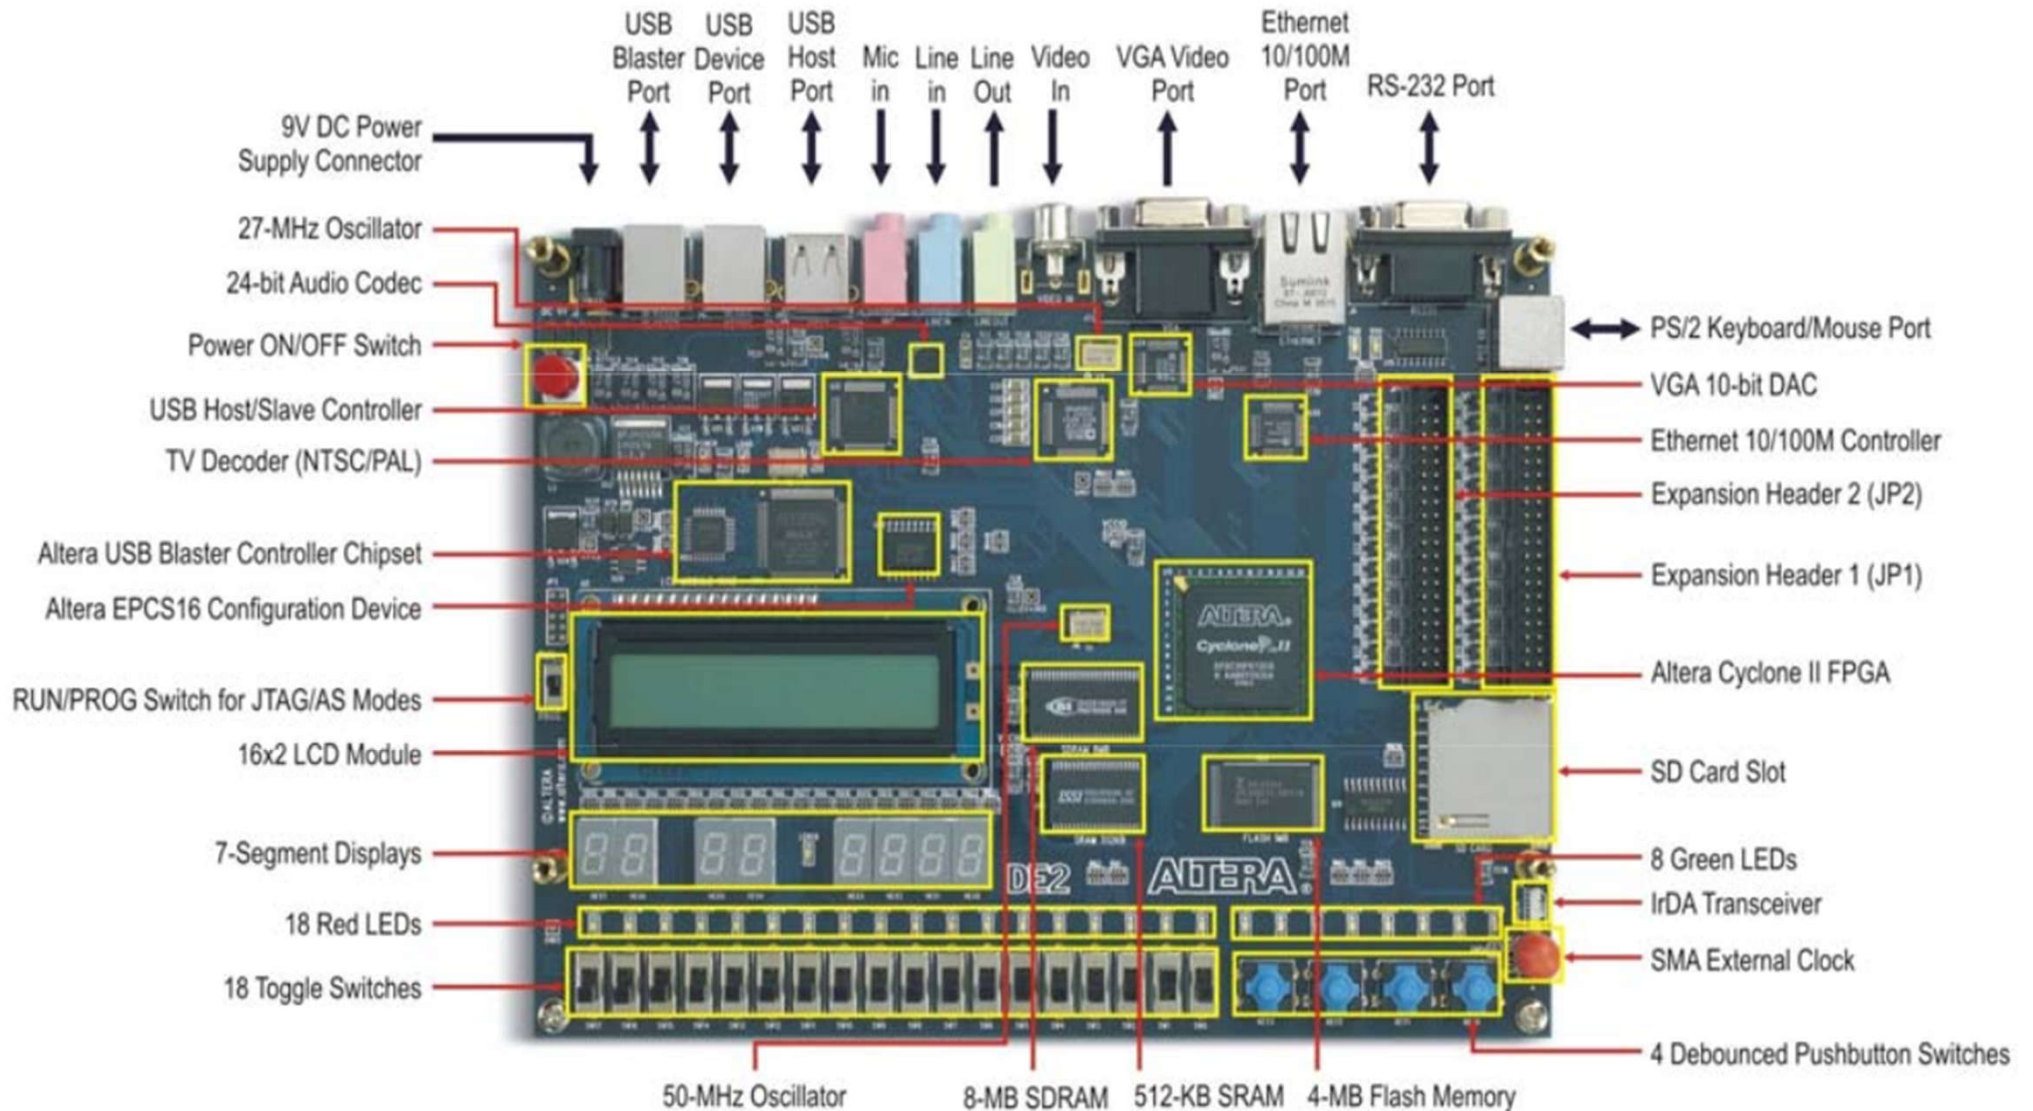 USB
Blaster
Port
USB
Device
Port
USB
Host
Port
Mic
in
Line
in
Line
Out
Video
In
VGA Video
Port
Ethernet
10/100M
Port
RS-232 Port
9V DC Power
Supply Connector
27-MHz Oscillator
24-bit Audio Codec
Power ON/OFF Switch
USB Host/Slave Controller
TV Decoder (NTSC/PAL)
Altera USB Blaster Controller Chipset
Altera EPCS16 Configuration Device
RUN/PROG Switch for JTAG/AS Modes
16x2 LCD Module
7-Segment Displays
18 Red LEDs
18 Toggle Switches
PS/2 Keyboard/Mouse Port
VGA 10-bit DAC
Ethernet 10/100M Controller
Expansion Header 2 (JP2)
Expansion Header 1 (JP1)
Altera Cyclone II FPGA
SD Card Slot
8 Green LEDs
IrDA Transceiver
SMA External Clock
4 Debounced Pushbutton Switches
50-MHz Oscillator
8-MB SDRAM
512-KB SRAM
4-MB Flash Memory
ALTERA®
Cyclone II
ISSI
©ALTERA
DE2
ALTERA®
SD CARD